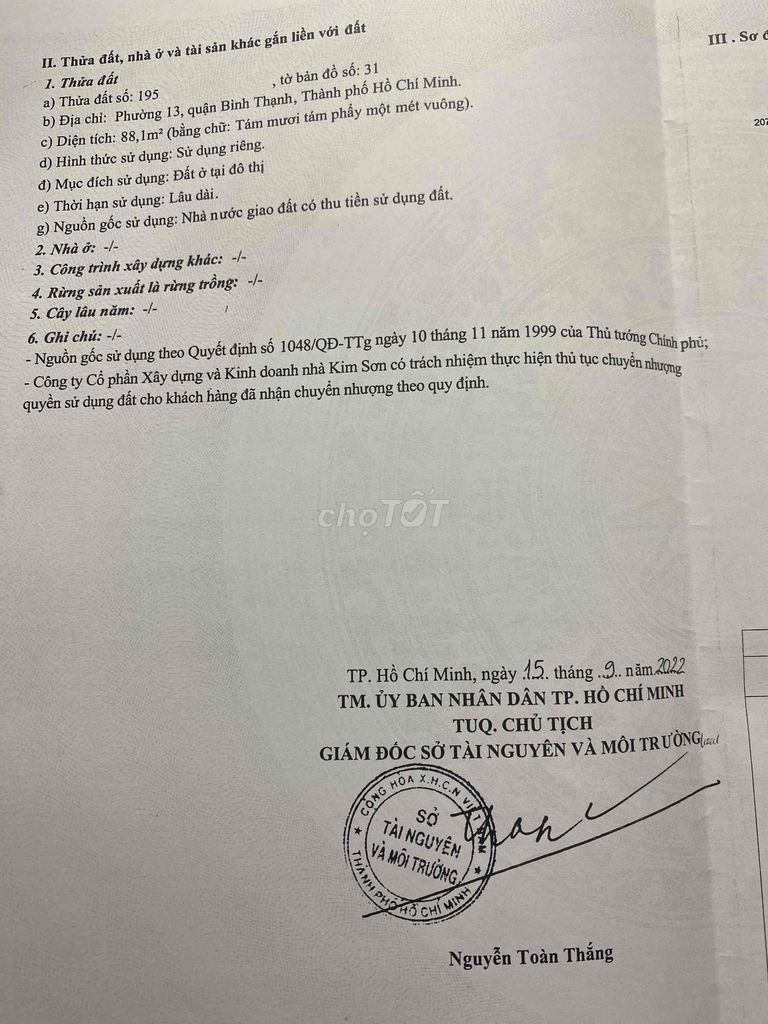 II. Thửa đất, nhà ở và tài sản khác gắn liền với đất
1. Thửa đất
a) Thửa đất số: 195 , tờ bản đồ số: 31
b) Địa chỉ: Phường 13, quận Bình Thạnh, Thành phố Hồ Chí Minh.
c) Diện tích: 88,1m² (bằng chữ: Tám mươi tám phẩy một mét vuông).
d) Hình thức sử dụng: Sử dụng riêng.
đ) Mục đích sử dụng: Đất ở tại đô thị
e) Thời hạn sử dụng: Lâu dài.
g) Nguồn gốc sử dụng: Nhà nước giao đất có thu tiền sử dụng đất.
2. Nhà ở: -/-
3. Công trình xây dựng khác: -/-
4. Rừng sản xuất là rừng trồng: -/-
5. Cây lâu năm: -/-
6. Ghi chú: -/-
- Nguồn gốc sử dụng theo Quyết định số 1048/QĐ-TTg ngày 10 tháng 11 năm 1999 của Thủ tướng Chính phủ;
- Công ty Cổ phần Xây dựng và Kinh doanh nhà Kim Sơn có trách nhiệm thực hiện thủ tục chuyển nhượng
quyền sử dụng đất cho khách hàng đã nhận chuyển nhượng theo quy định.
chợTỐT
TP. Hồ Chí Minh, ngày .15. tháng .9.. năm 2022
TM. ỦY BAN NHÂN DÂN TP. HỒ CHÍ MINH
TUQ. CHỦ TỊCH
GIÁM ĐỐC SỞ TÀI NGUYÊN VÀ MÔI TRƯỜNG
CỘNG HÒA X.H.C.N VIỆT NAM
SỞ
TÀI NGUYÊN
VÀ MÔI TRƯỜNG
THÀNH PHỐ HỒ CHÍ MINH
Nguyễn Toàn Thắng
III . Sơ đ
207